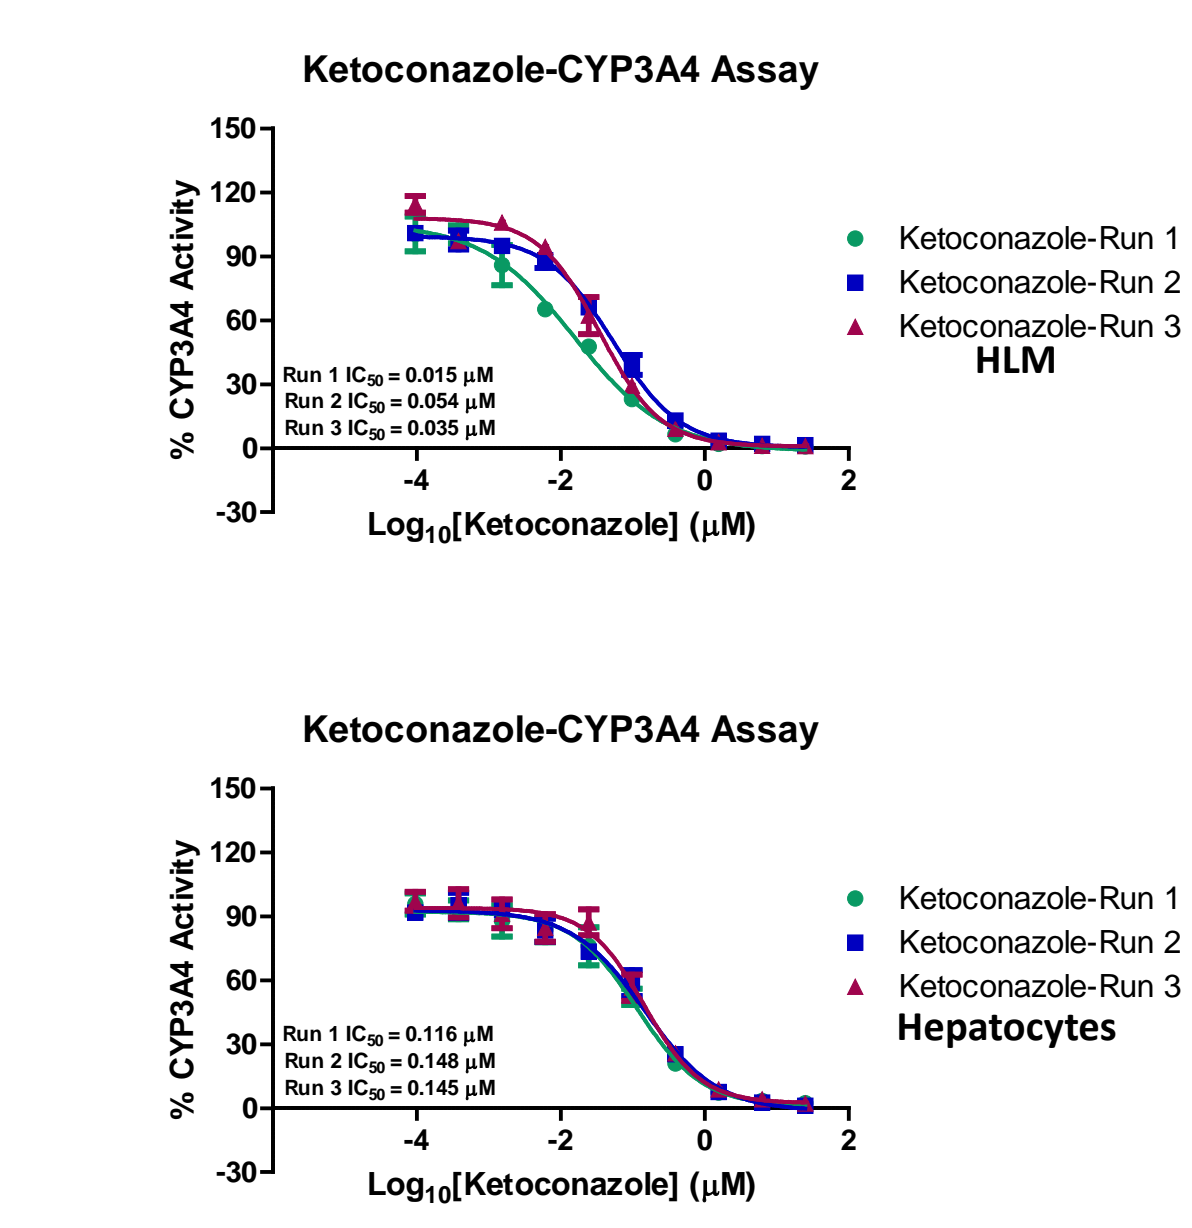 Ketoconazole-CYP3A4 Assay
150
120
90
60
30
0
-30
% CYP3A4 Activity
Run 1 IC50 = 0.015 μM
Run 2 IC50 = 0.054 μM
Run 3 IC50 = 0.035 μM
-4 -2 0 2
Log10[Ketoconazole] (μM)
Ketoconazole-Run 1
Ketoconazole-Run 2
Ketoconazole-Run 3
HLM
Ketoconazole-CYP3A4 Assay
150
120
90
60
30
0
-30
% CYP3A4 Activity
Run 1 IC50 = 0.116 μM
Run 2 IC50 = 0.148 μM
Run 3 IC50 = 0.145 μM
-4 -2 0 2
Log10[Ketoconazole] (μM)
Ketoconazole-Run 1
Ketoconazole-Run 2
Ketoconazole-Run 3
Hepatocytes